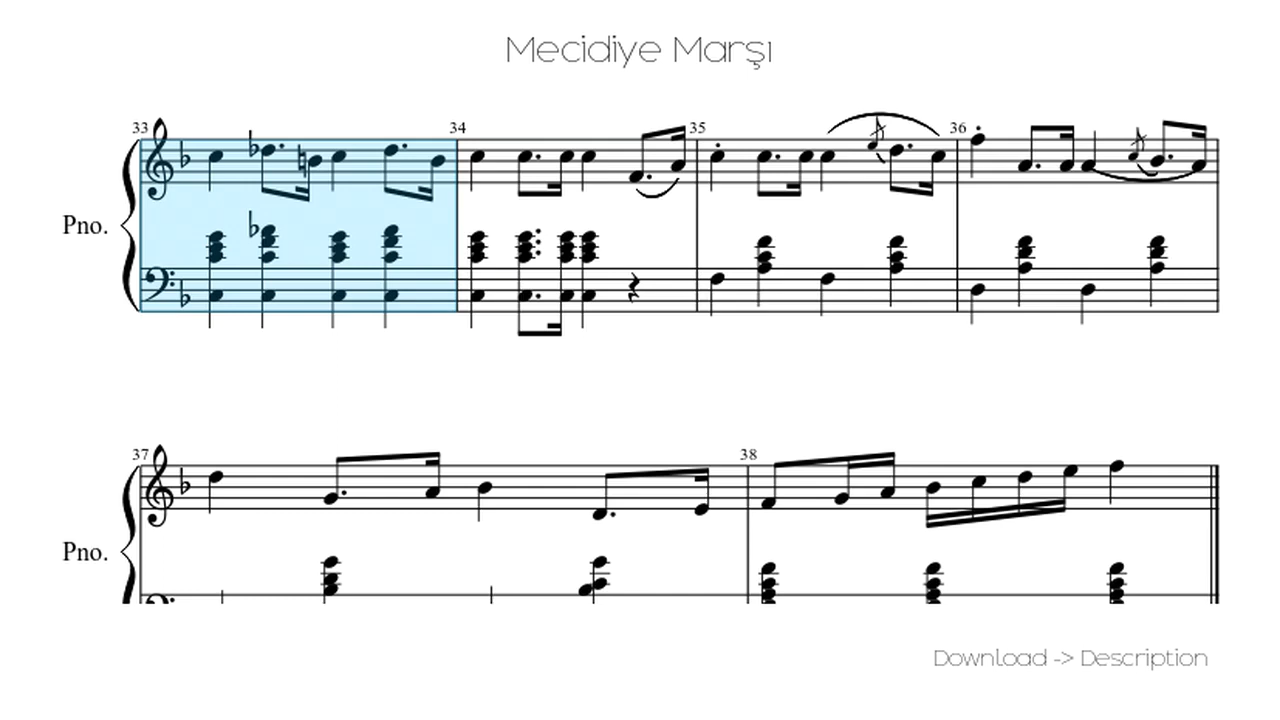 Mecidiye Marşı
33 34 35 36
Pno.
37 38
Pno.
Download -> Description